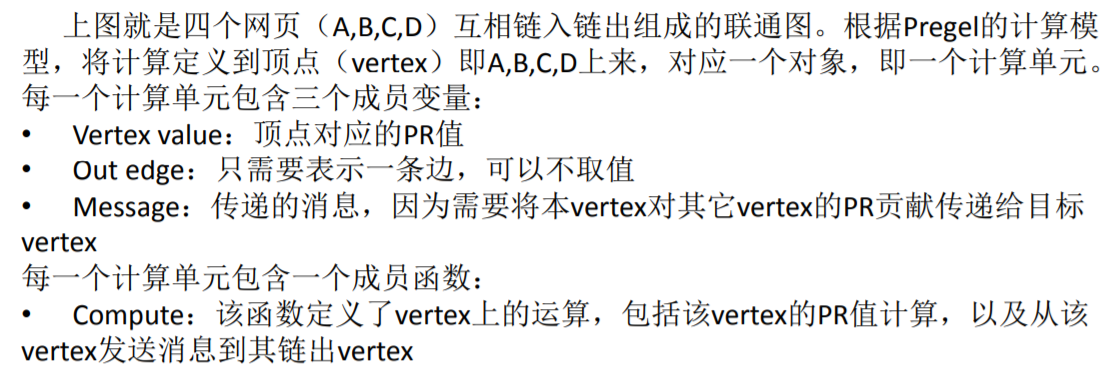 上图就是四个网页（A,B,C,D）互相链入链出组成的联通图。根据Pregel的计算模
型，将计算定义到顶点（vertex）即A,B,C,D上来，对应一个对象，即一个计算单元。
每一个计算单元包含三个成员变量：
• Vertex value：顶点对应的PR值
• Out edge：只需要表示一条边，可以不取值
• Message：传递的消息，因为需要将本vertex对其它vertex的PR贡献传递给目标
vertex
每一个计算单元包含一个成员函数：
• Compute：该函数定义了vertex上的运算，包括该vertex的PR值计算，以及从该
vertex发送消息到其链出vertex